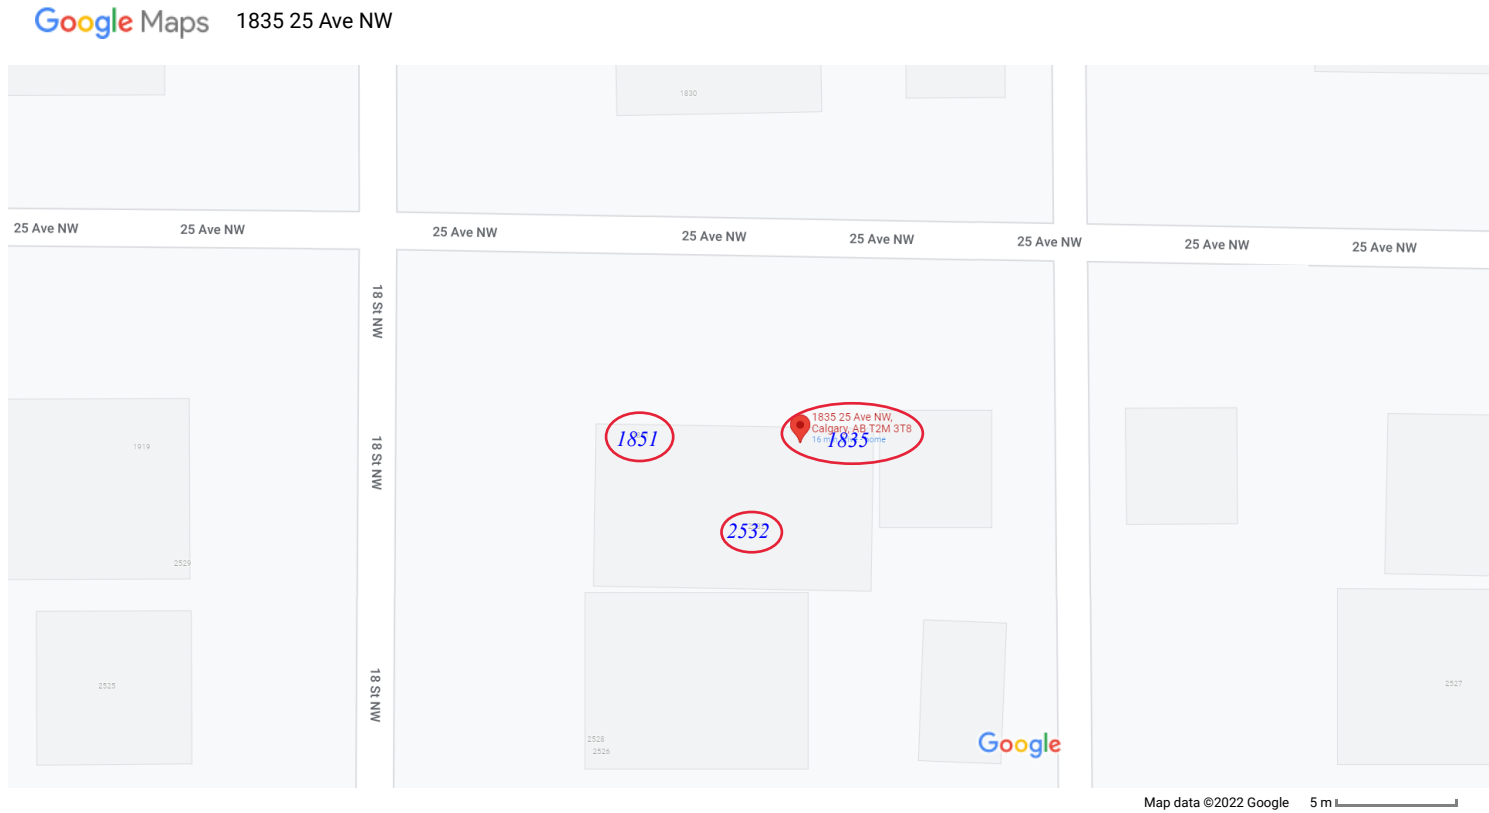 Google Maps 1835 25 Ave NW
1830
25 Ave NW 25 Ave NW 25 Ave NW 25 Ave NW 25 Ave NW 25 Ave NW 25 Ave NW 25 Ave NW
18 St NW
1835 25 Ave NW,
Calgary, AB T2M 3T8
1851
1835
18 St NW
1919
2532
2529
2525
18 St NW
2527
2528
2526
Google
Map data ©2022 Google 5 m